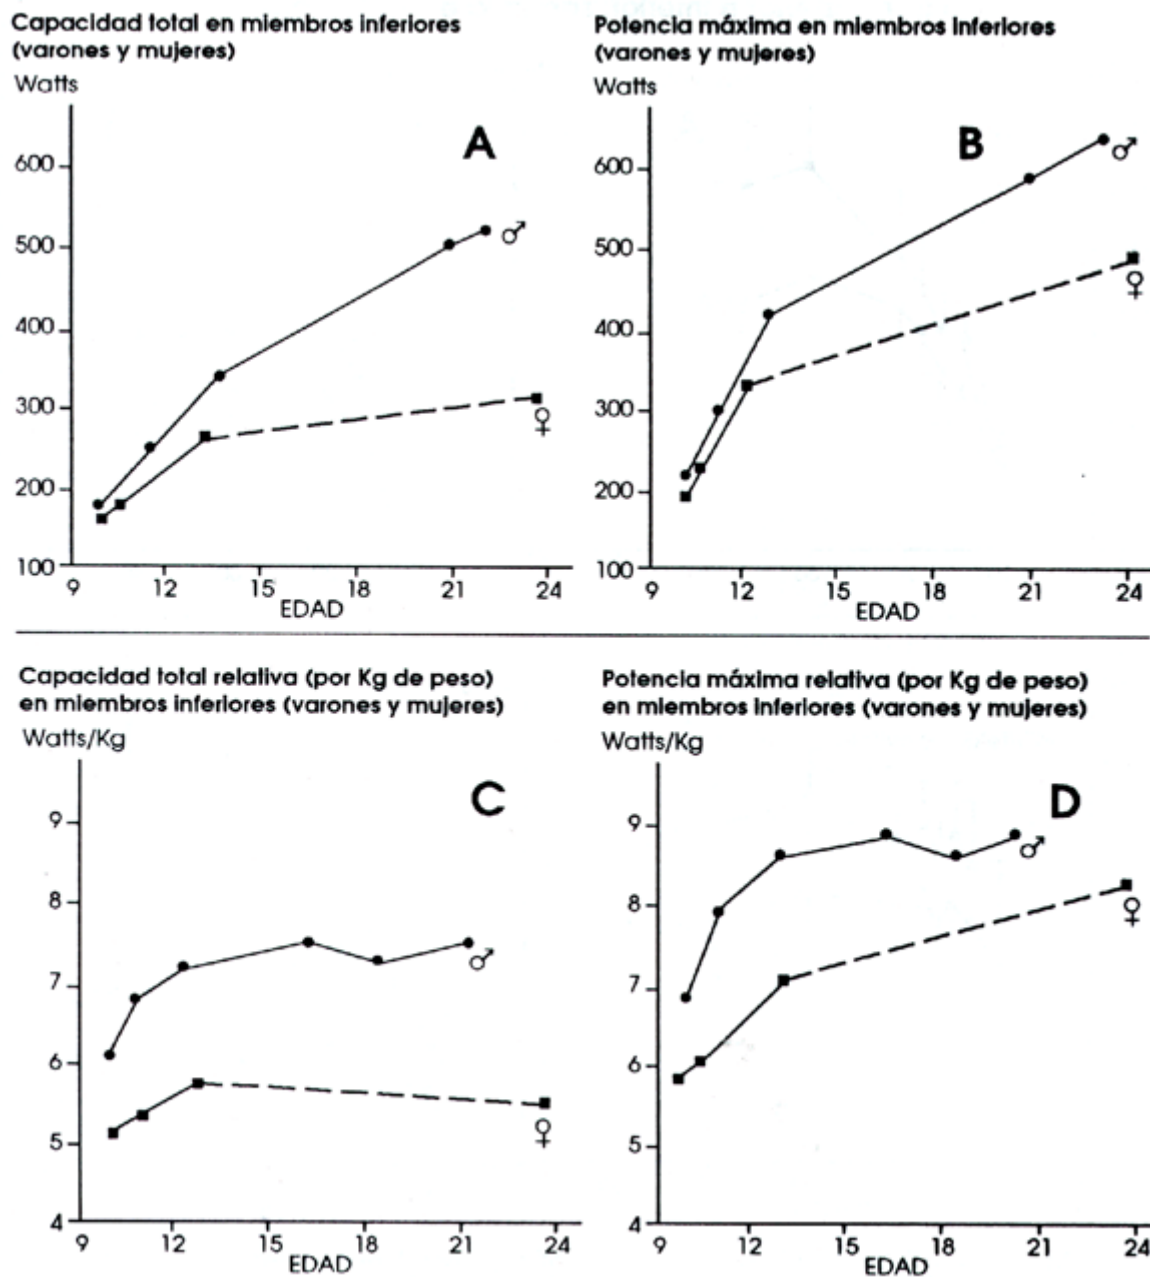 Capacidad total en miembros inferiores
(varones y mujeres)
Watts
A
600
500
400
300
200
100
9 12 15 18 21 24
EDAD
♂
♀
Potencia máxima en miembros inferiores
(varones y mujeres)
Watts
B
600
500
400
300
200
100
9 12 15 18 21 24
EDAD
♂
♀
Capacidad total relativa (por Kg de peso)
en miembros inferiores (varones y mujeres)
Watts/Kg
C
9
8
7
6
5
4
9 12 15 18 21 24
EDAD
♂
♀
Potencia máxima relativa (por Kg de peso)
en miembros inferiores (varones y mujeres)
Watts/Kg
D
9
8
7
6
5
4
9 12 15 18 21 24
EDAD
♂
♀